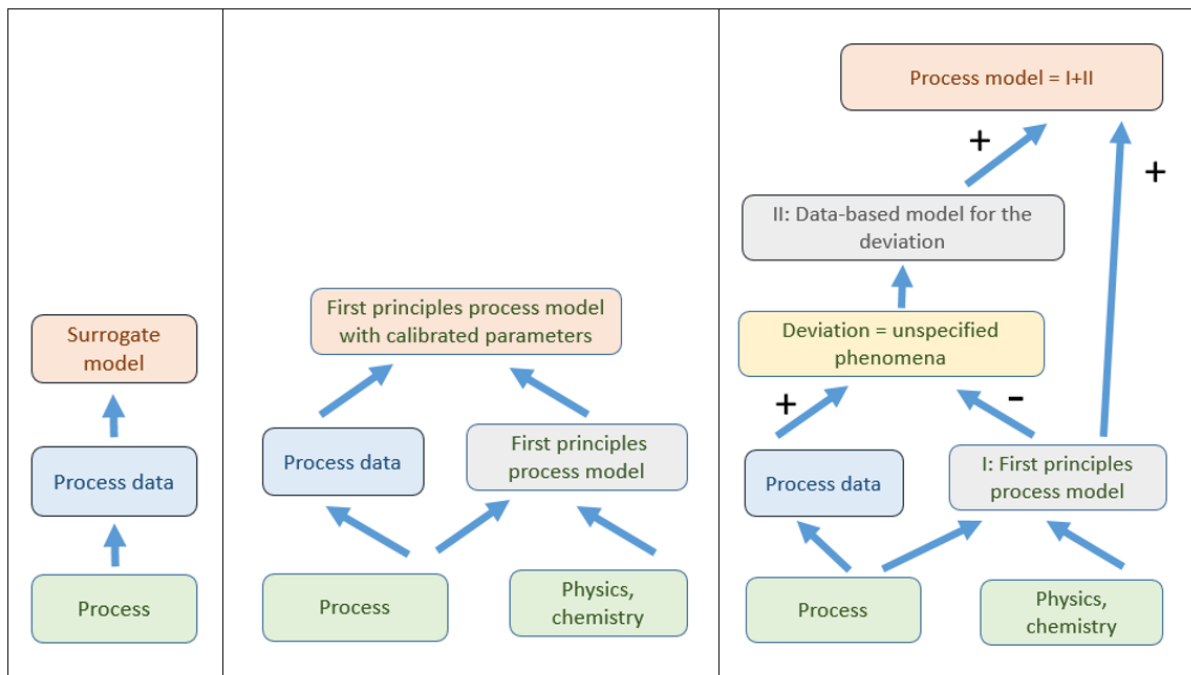 Surrogate
model
Process data
Process
First principles process model
with calibrated parameters
Process data
First principles
process model
Process
Physics,
chemistry
Process model = I+II
+
+
II: Data-based model for the
deviation
Deviation = unspecified
phenomena
+
-
Process data
I: First principles
process model
Process
Physics,
chemistry